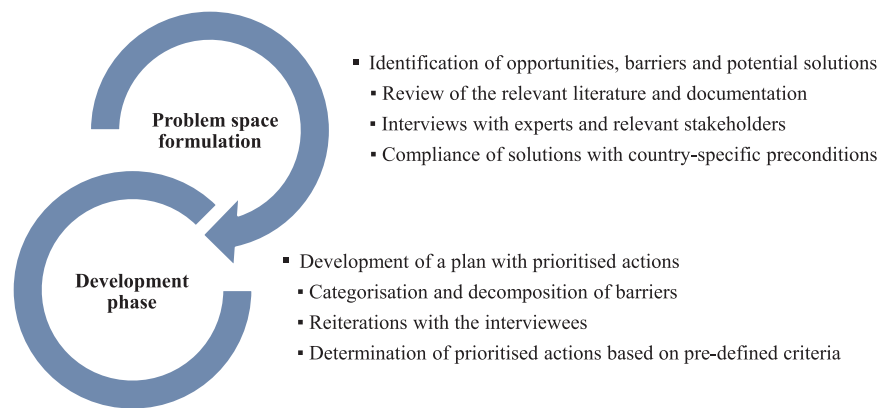 Problem space
formulation
▪ Identification of opportunities, barriers and potential solutions
▪ Review of the relevant literature and documentation
▪ Interviews with experts and relevant stakeholders
▪ Compliance of solutions with country-specific preconditions
Development
phase
▪ Development of a plan with prioritised actions
▪ Categorisation and decomposition of barriers
▪ Reiterations with the interviewees
▪ Determination of prioritised actions based on pre-defined criteria